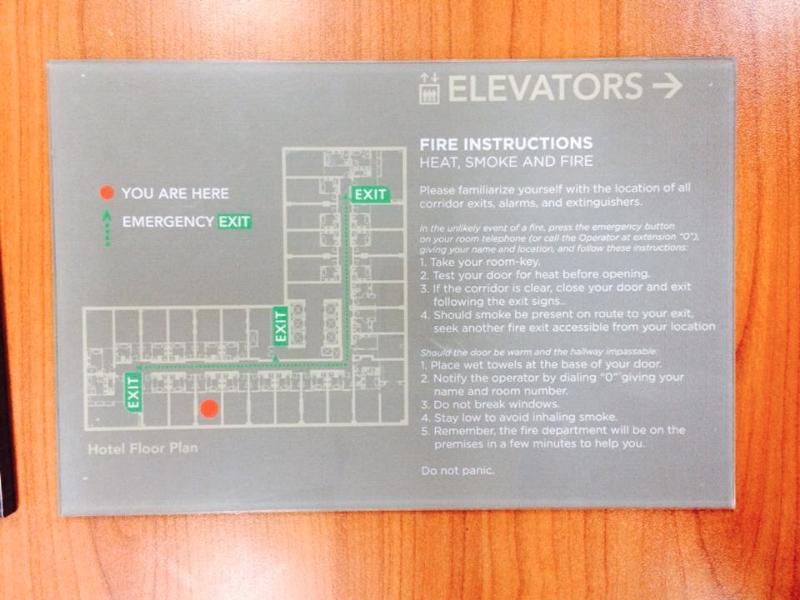 ELEVATORS →
YOU ARE HERE
EMERGENCY EXIT
EXIT
EXIT
EXIT
Hotel Floor Plan
FIRE INSTRUCTIONS
HEAT, SMOKE AND FIRE
Please familiarize yourself with the location of all
corridor exits, alarms, and extinguishers.
In the unlikely event of a fire, press the emergency button
on your room telephone (or call the Operator at extension "O"),
giving your name and location, and follow these instructions:
1. Take your room-key.
2. Test your door for heat before opening.
3. If the corridor is clear, close your door and exit
following the exit signs..
4. Should smoke be present on route to your exit,
seek another fire exit accessible from your location
Should the door be warm and the hallway impassable:
1. Place wet towels at the base of your door.
2. Notify the operator by dialing "0" giving your
name and room number.
3. Do not break windows.
4. Stay low to avoid inhaling smoke.
5. Remember, the fire department will be on the
premises in a few minutes to help you.
Do not panic.